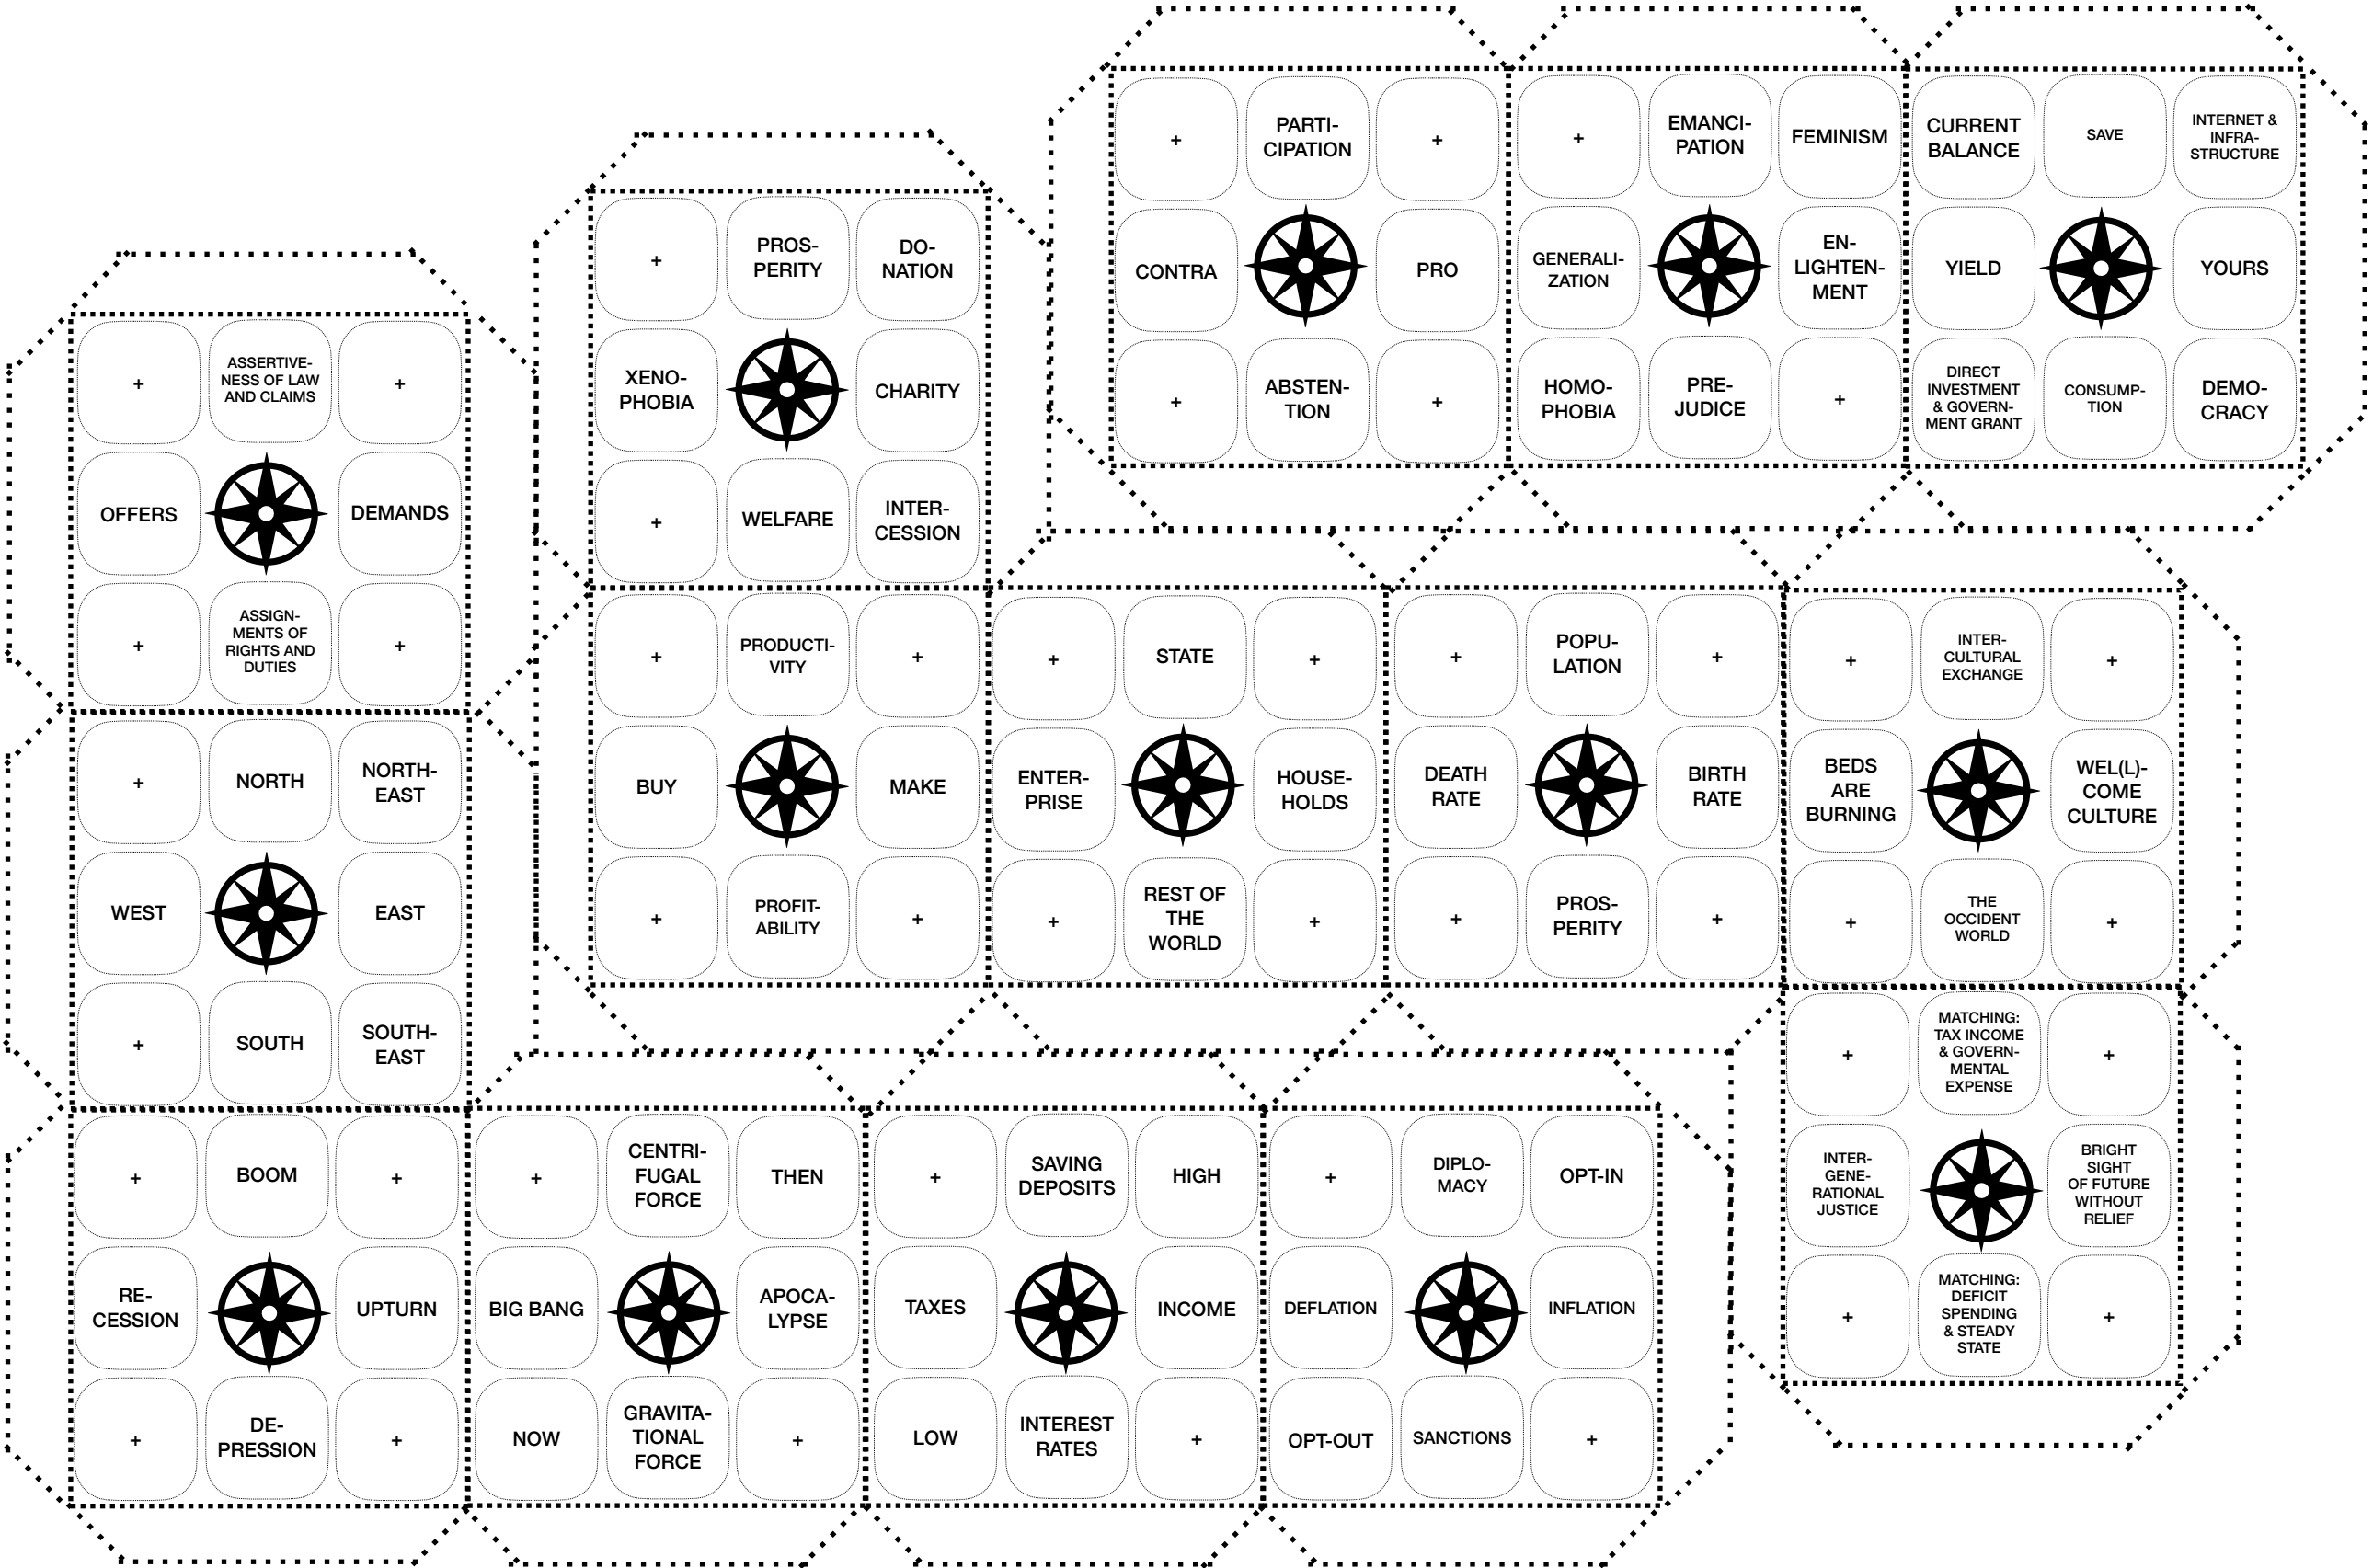 +
PARTI-
CIPATION
+
CONTRA
PRO
+
ABSTEN-
TION
+
+
EMANCI-
PATION
FEMINISM
GENERALI-
ZATION
EN-
LIGHTEN-
MENT
HOMO-
PHOBIA
PRE-
JUDICE
+
CURRENT
BALANCE
SAVE
INTERNET &
INFRA-
STRUCTURE
YIELD
YOURS
DIRECT
INVESTMENT
& GOVERN-
MENT GRANT
CONSUMP-
TION
DEMO-
CRACY
+
PROS-
PERITY
DO-
NATION
XENO-
PHOBIA
CHARITY
+
WELFARE
INTER-
CESSION
+
ASSERTIVE-
NESS OF LAW
AND CLAIMS
+
OFFERS
DEMANDS
+
ASSIGN-
MENTS OF
RIGHTS AND
DUTIES
+
+
NORTH
NORTH-
EAST
WEST
EAST
+
SOUTH
SOUTH-
EAST
+
PRODUCTI-
VITY
+
BUY
MAKE
+
PROFIT-
ABILITY
+
+
STATE
+
ENTER-
PRISE
HOUSE-
HOLDS
+
REST OF
THE
WORLD
+
+
POPU-
LATION
+
DEATH
RATE
BIRTH
RATE
+
PROS-
PERITY
+
+
INTER-
CULTURAL
EXCHANGE
+
BEDS
ARE
BURNING
WEL(L)-
COME
CULTURE
+
THE
OCCIDENT
WORLD
+
+
MATCHING:
TAX INCOME
& GOVERN-
MENTAL
EXPENSE
+
INTER-
GENE-
RATIONAL
JUSTICE
BRIGHT
SIGHT
OF FUTURE
WITHOUT
RELIEF
+
MATCHING:
DEFICIT
SPENDING
& STEADY
STATE
+
+
BOOM
+
RE-
CESSION
UPTURN
+
DE-
PRESSION
+
+
CENTRI-
FUGAL
FORCE
THEN
BIG BANG
APOCA-
LYPSE
NOW
GRAVITA-
TIONAL
FORCE
+
+
SAVING
DEPOSITS
HIGH
TAXES
INCOME
LOW
INTEREST
RATES
+
+
DIPLO-
MACY
OPT-IN
DEFLATION
INFLATION
OPT-OUT
SANCTIONS
+